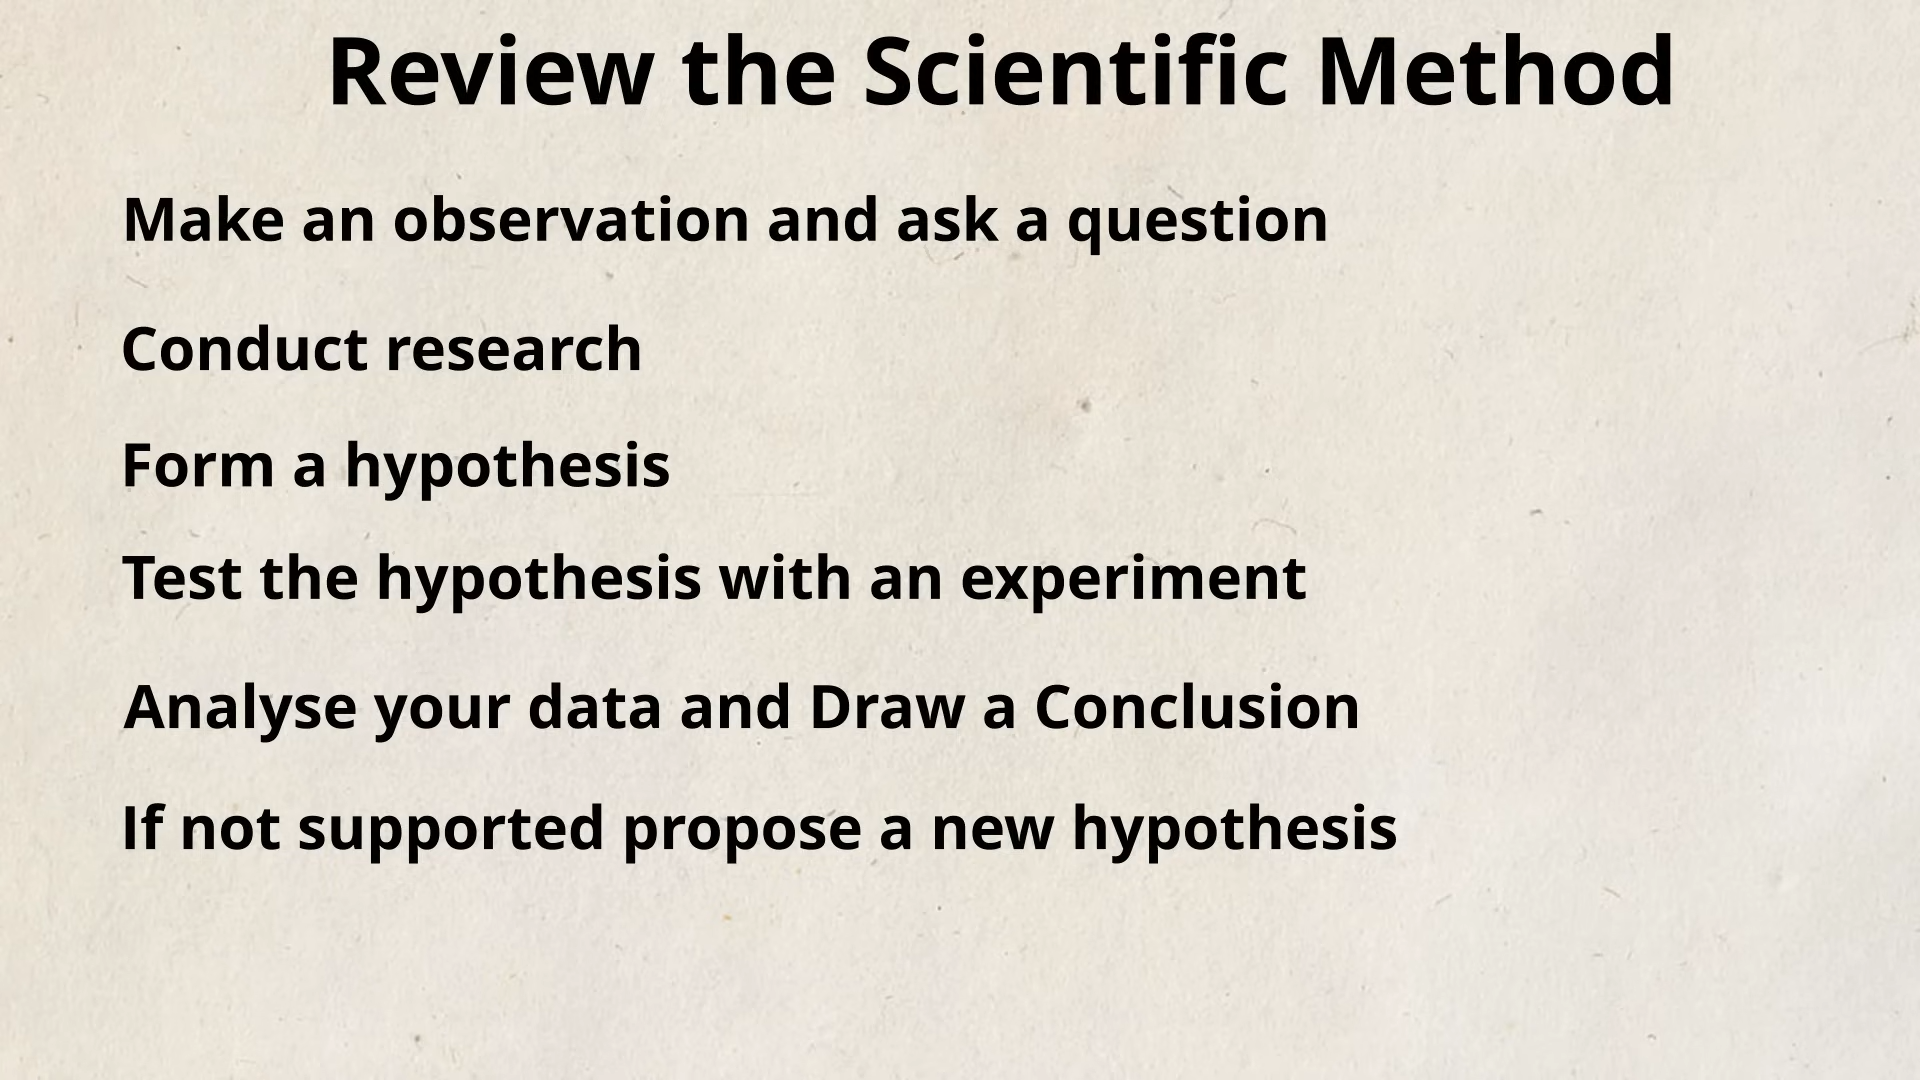 Review the Scientific Method
Make an observation and ask a question
Conduct research
Form a hypothesis
Test the hypothesis with an experiment
Analyse your data and Draw a Conclusion
If not supported propose a new hypothesis